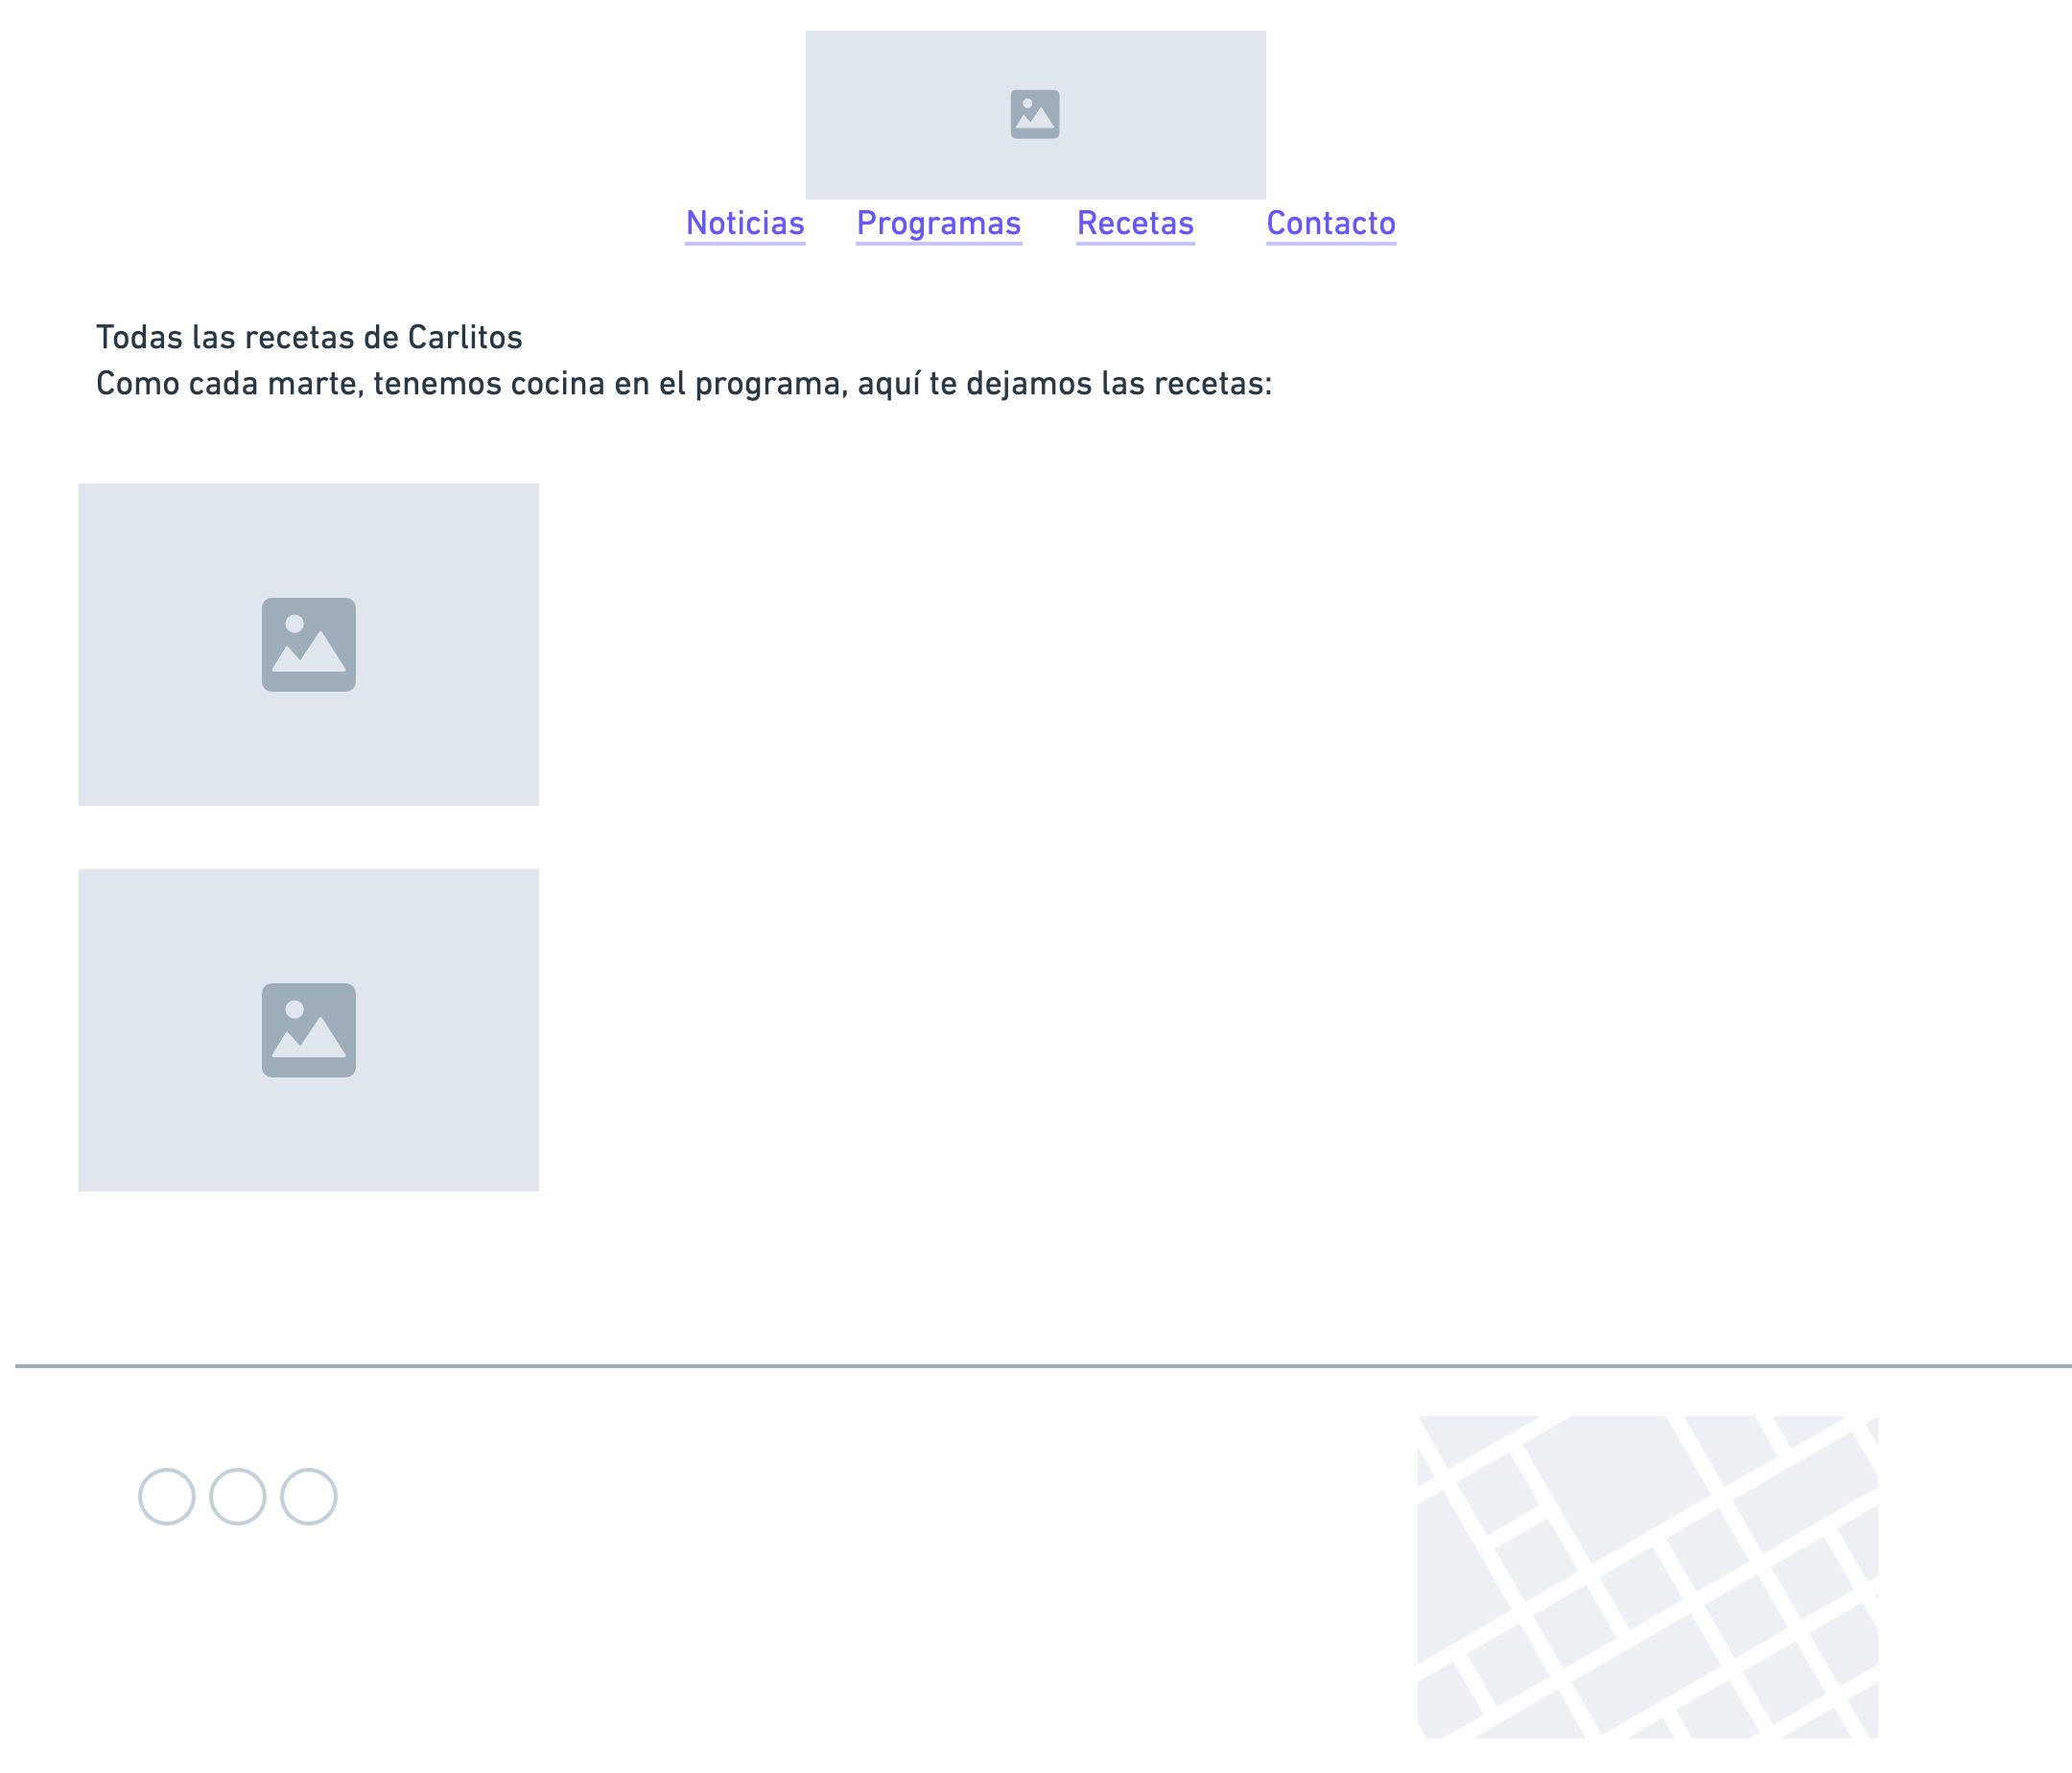 Noticias Programas Recetas Contacto
Todas las recetas de Carlitos
Como cada marte, tenemos cocina en el programa, aquí te dejamos las recetas: